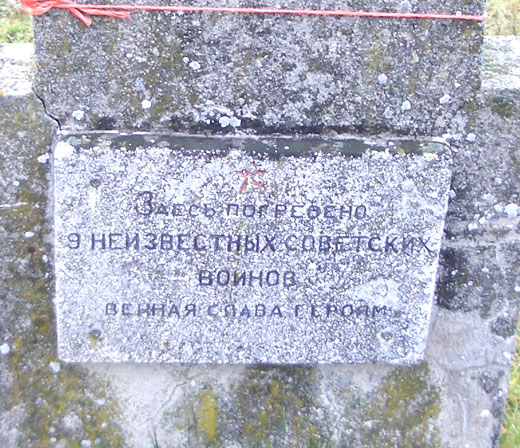 Здесь погребено
9 неизвестных советских
воинов
вечная слава героям